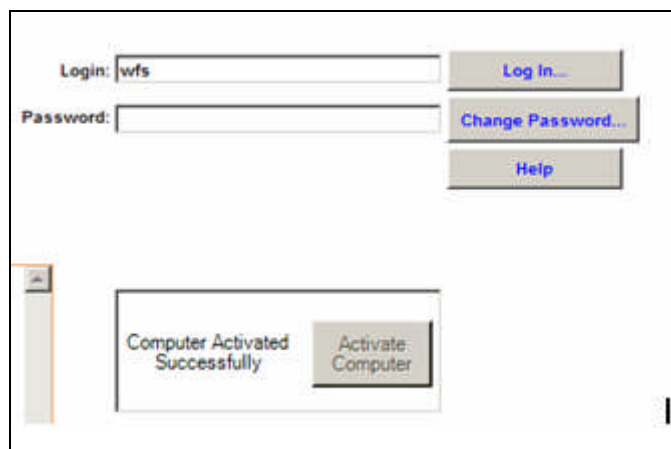 Login: wfs Log In...
Password: Change Password...
Help
Computer Activated
Successfully
Activate
Computer